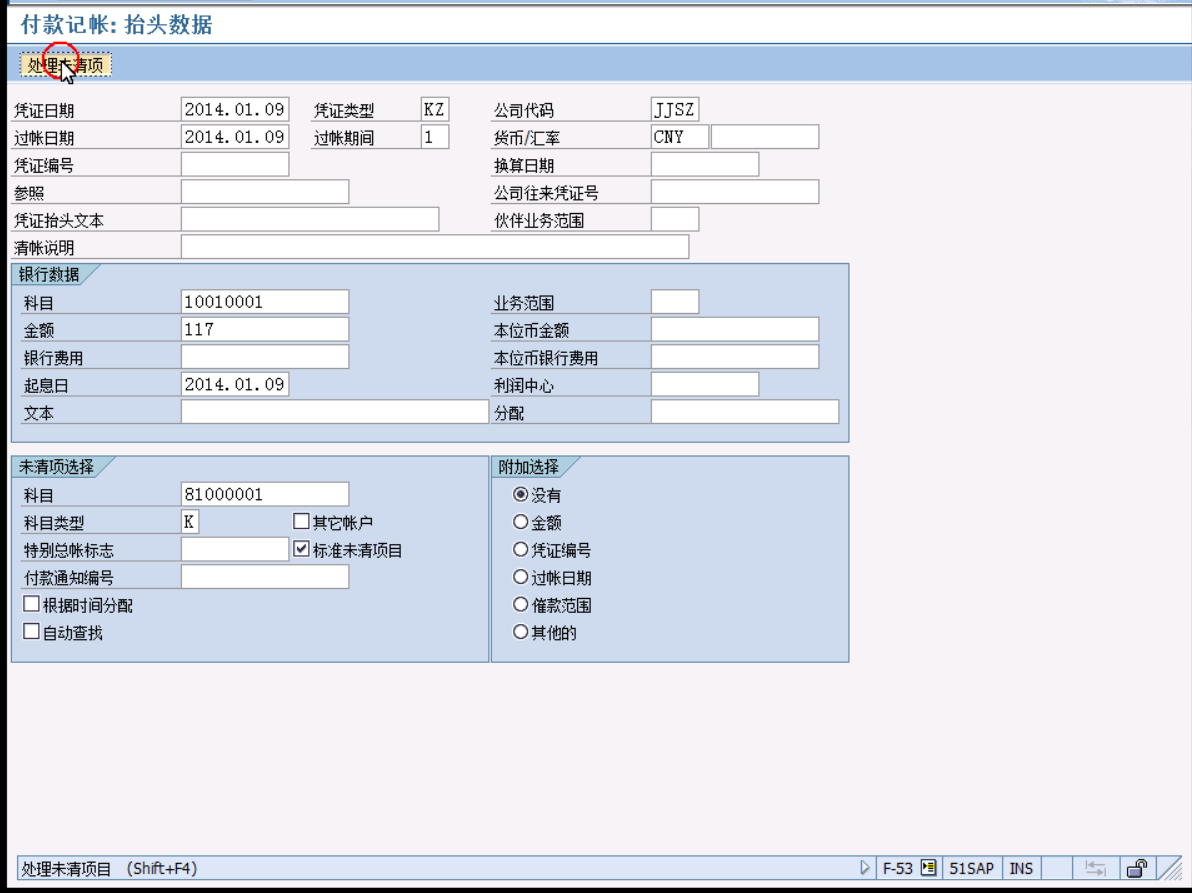 付款记帐: 抬头数据
处理未清项
凭证日期 2014.01.09 凭证类型 KZ 公司代码 JJSZ
过帐日期 2014.01.09 过帐期间 1 货币/汇率 CNY
凭证编号 换算日期
参照 公司往来凭证号
凭证抬头文本 伙伴业务范围
清帐说明
银行数据
科目 10010001 业务范围
金额 117 本位币金额
银行费用 本位币银行费用
起息日 2014.01.09 利润中心
文本 分配
未清项选择 附加选择
科目 81000001 没有
科目类型 K 其它帐户 金额
特别总帐标志 标准未清项目 凭证编号
付款通知编号 过帐日期
根据时间分配 催款范围
自动查找 其他的
处理未清项目 (Shift+F4) F-53 51SAP INS